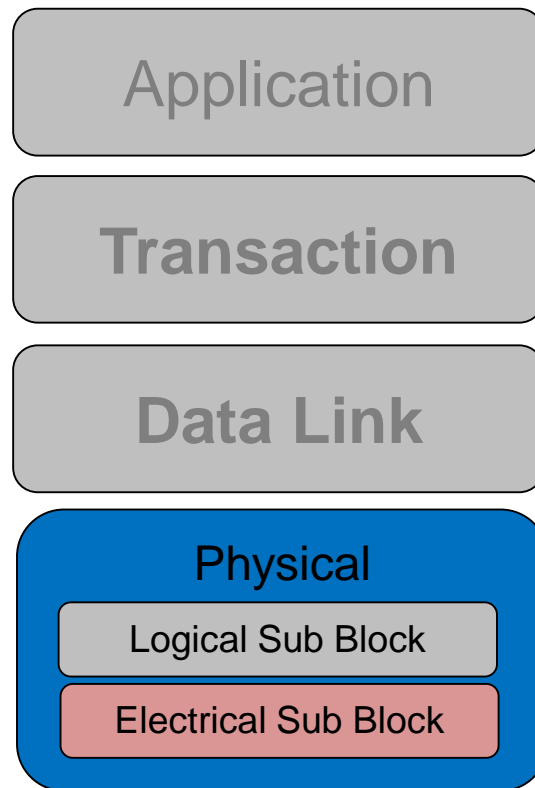 Application
Transaction
Data Link
Physical
Logical Sub Block
Electrical Sub Block